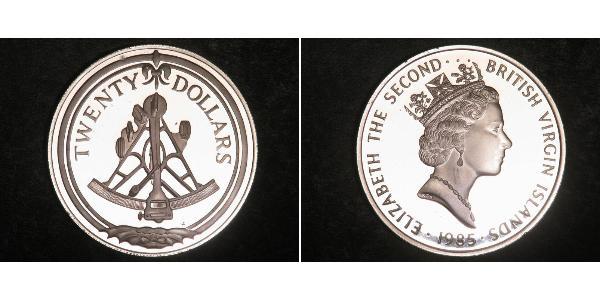 TWENTY DOLLARS
· ELIZABETH THE SECOND · BRITISH VIRGIN ISLANDS ·
1985